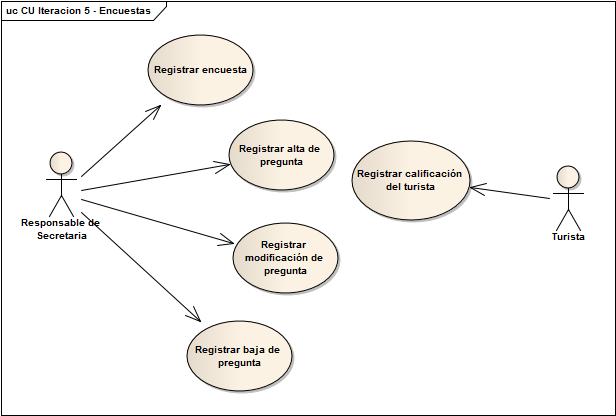 uc CU Iteracion 5 - Encuestas
Registrar encuesta
Registrar alta de
pregunta
Registrar calificación
del turista
Responsable de
Secretaria
Turista
Registrar
modificación de
pregunta
Registrar baja de
pregunta